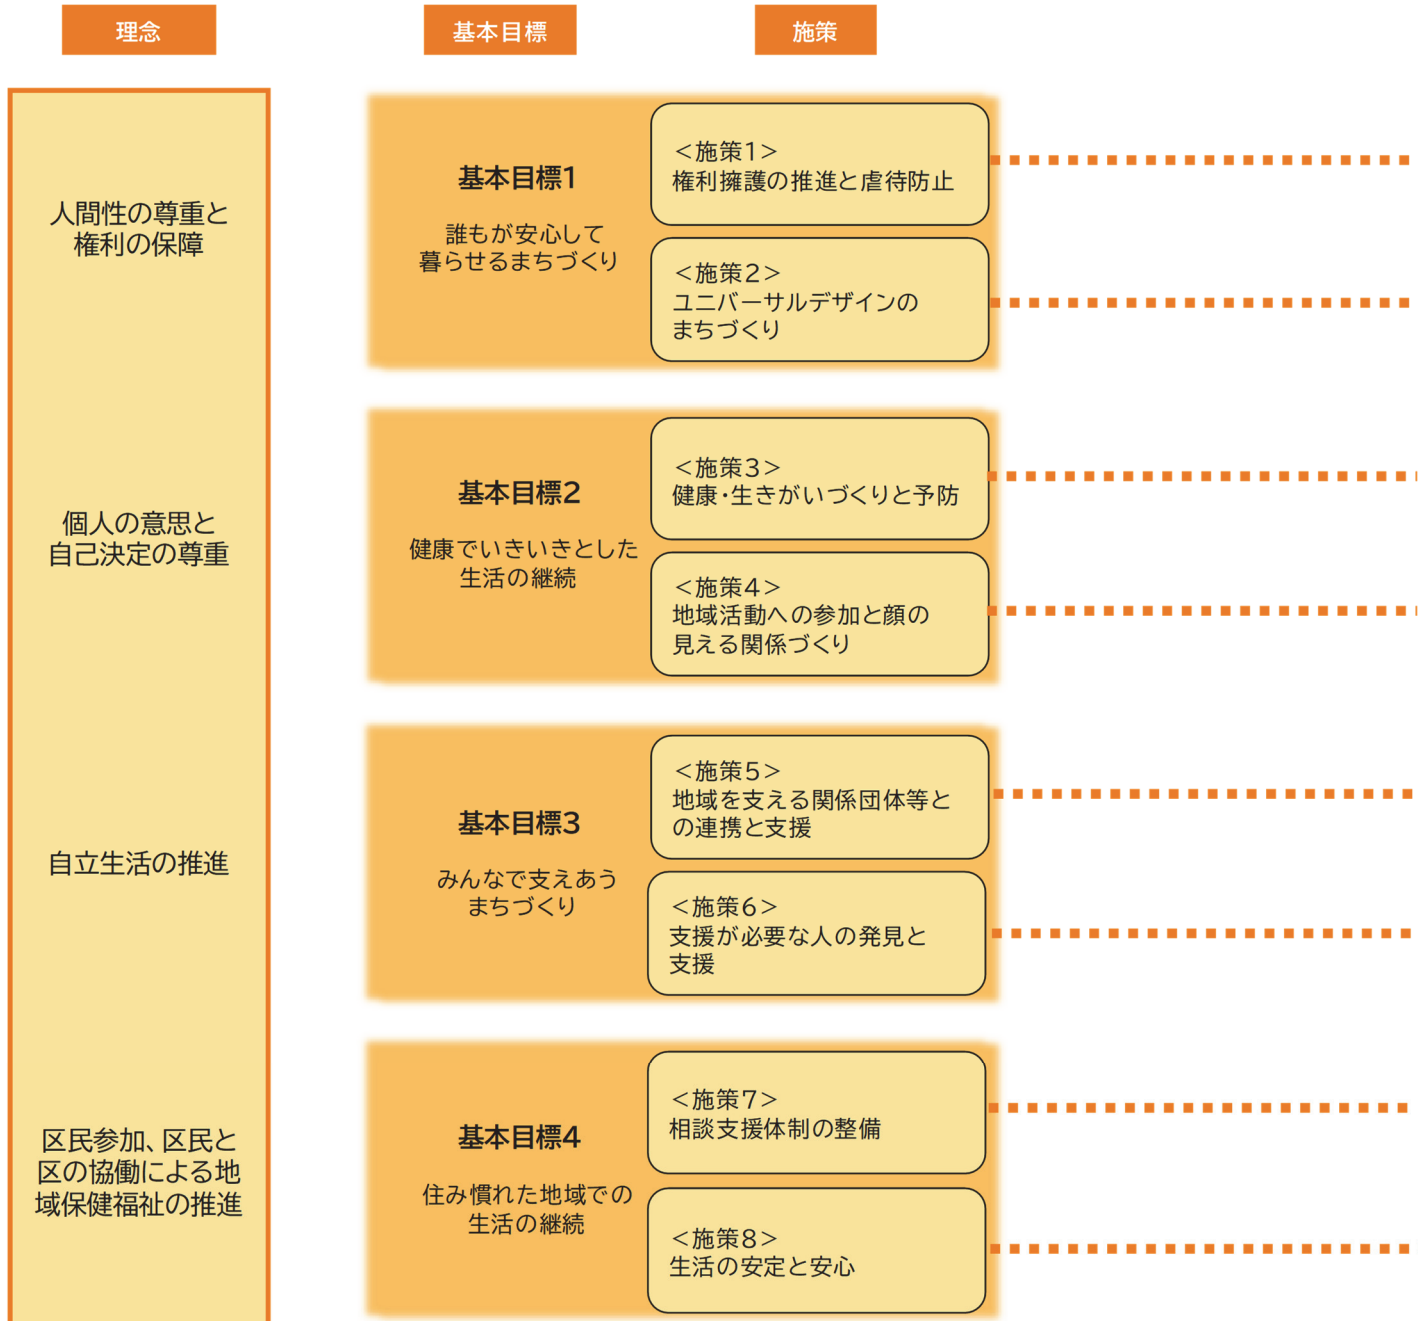 理念
基本目標
施策
人間性の尊重と
権利の保障
個人の意思と
自己決定の尊重
自立生活の推進
区民参加、区民と
区の協働による地
域保健福祉の推進
基本目標1
誰もが安心して
暮らせるまちづくり
＜施策1＞
権利擁護の推進と虐待防止
＜施策2＞
ユニバーサルデザインの
まちづくり
基本目標2
健康でいきいきとした
生活の継続
＜施策3＞
健康・生きがいづくりと予防
＜施策4＞
地域活動への参加と顔の
見える関係づくり
基本目標3
みんなで支えあう
まちづくり
＜施策5＞
地域を支える関係団体等と
の連携と支援
＜施策6＞
支援が必要な人の発見と
支援
基本目標4
住み慣れた地域での
生活の継続
＜施策7＞
相談支援体制の整備
＜施策8＞
生活の安定と安心